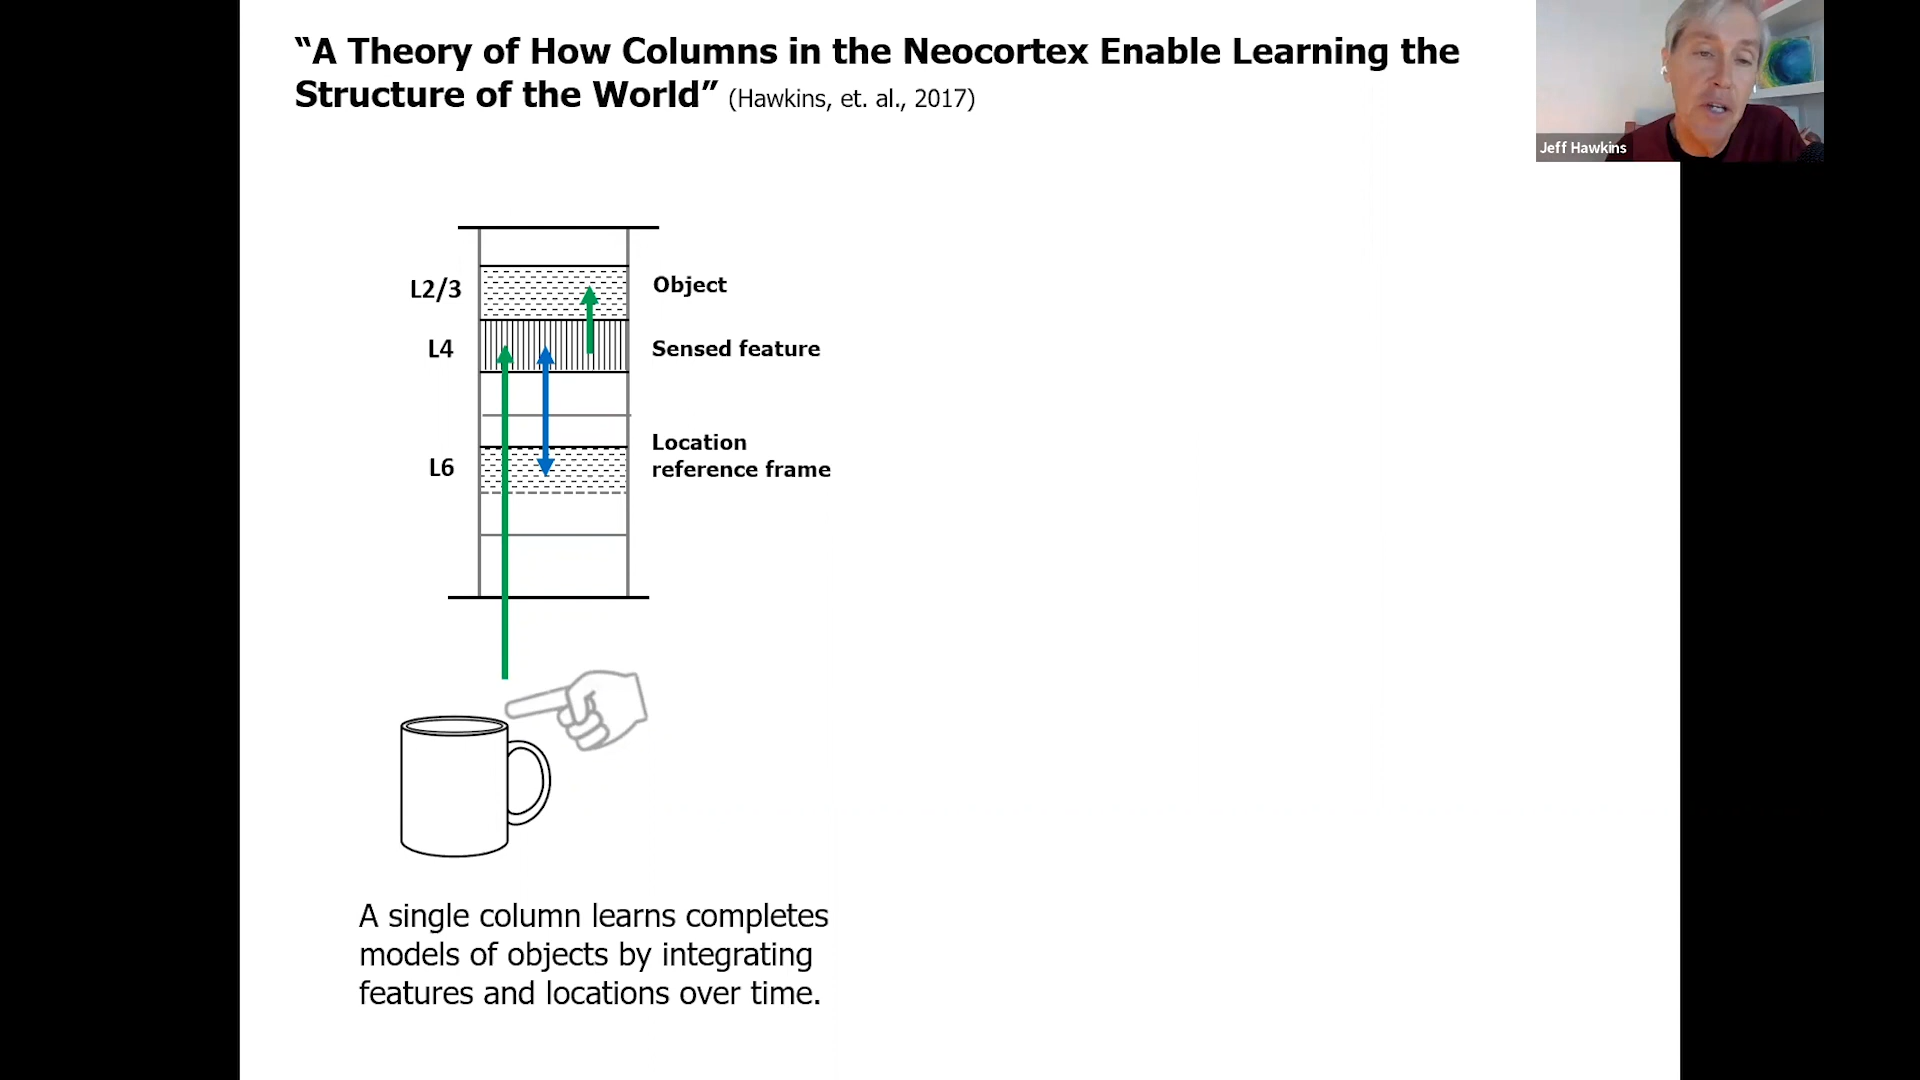 “A Theory of How Columns in the Neocortex Enable Learning the
Structure of the World” (Hawkins, et. al., 2017)
Jeff Hawkins
L2/3
Object
L4
Sensed feature
L6
Location
reference frame
A single column learns completes
models of objects by integrating
features and locations over time.